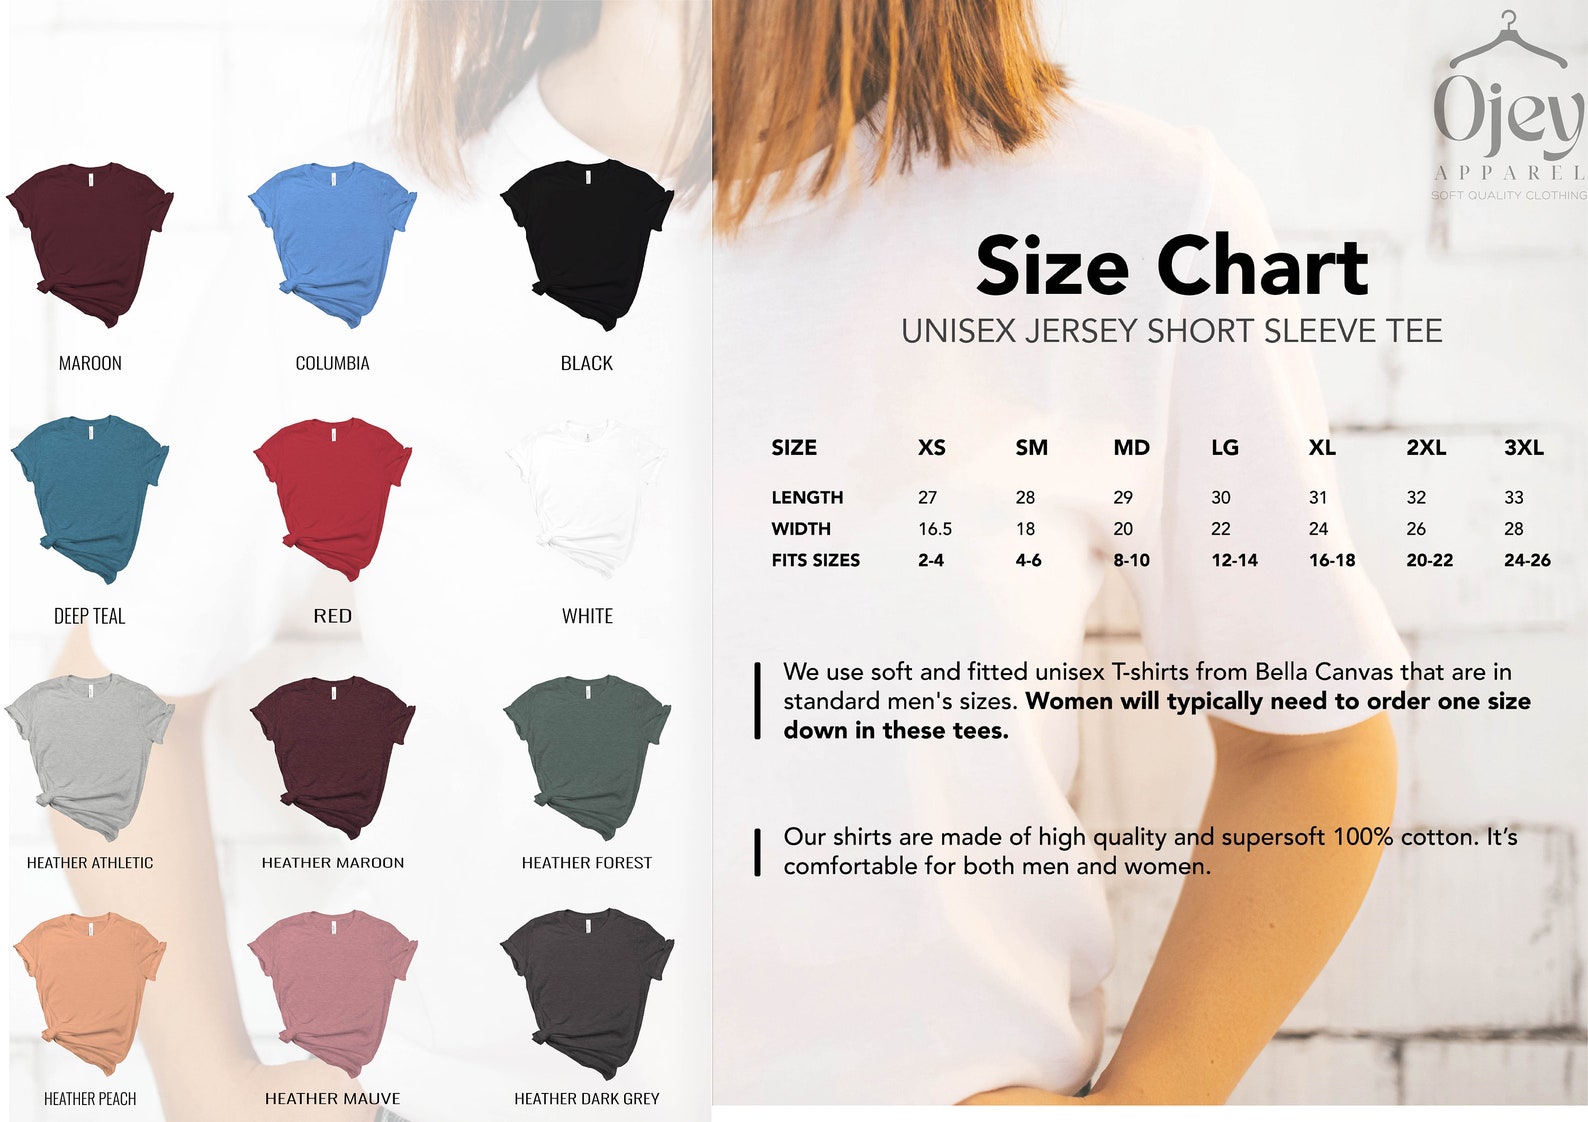 MAROON
COLUMBIA
BLACK
DEEP TEAL
RED
WHITE
HEATHER ATHLETIC
HEATHER MAROON
HEATHER FOREST
HEATHER PEACH
HEATHER MAUVE
HEATHER DARK GREY
Ojey
APPAREL
SOFT QUALITY CLOTHING
Size Chart
UNISEX JERSEY SHORT SLEEVE TEE
SIZE XS SM MD LG XL 2XL 3XL
LENGTH 27 28 29 30 31 32 33
WIDTH 16.5 18 20 22 24 26 28
FITS SIZES 2-4 4-6 8-10 12-14 16-18 20-22 24-26
We use soft and fitted unisex T-shirts from Bella Canvas that are in
standard men's sizes. Women will typically need to order one size
down in these tees.
Our shirts are made of high quality and supersoft 100% cotton. It’s
comfortable for both men and women.